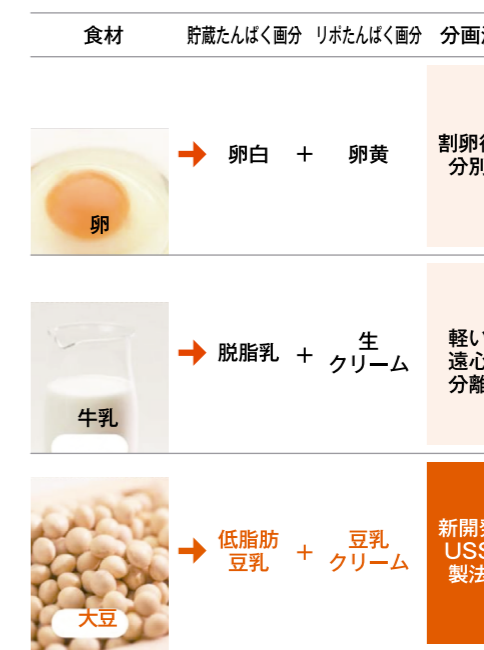 食材 貯蔵たんぱく画分 リポたんぱく画分 分画
卵 卵白 + 卵黄 割卵
分別
牛乳 脱脂乳 + 生
クリーム
軽い
遠心
分離
大豆 低脂肪
豆乳
+ 豆乳
クリーム
新開発
USS
製法